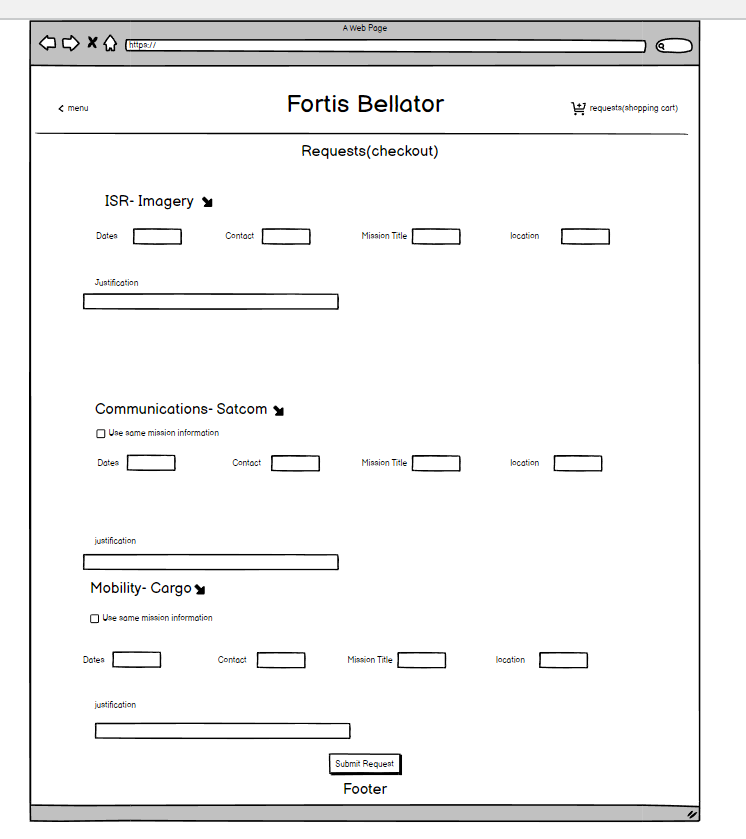 A Web Page
https://
< menu
Fortis Bellator
requests(shopping cart)
Requests(checkout)
ISR- Imagery
Dates Contact Mission Title location
Justification
Communications- Satcom
Use same mission information
Dates Contact Mission Title location
justification
Mobility- Cargo
Use same mission information
Dates Contact Mission Title location
justification
Submit Request
Footer